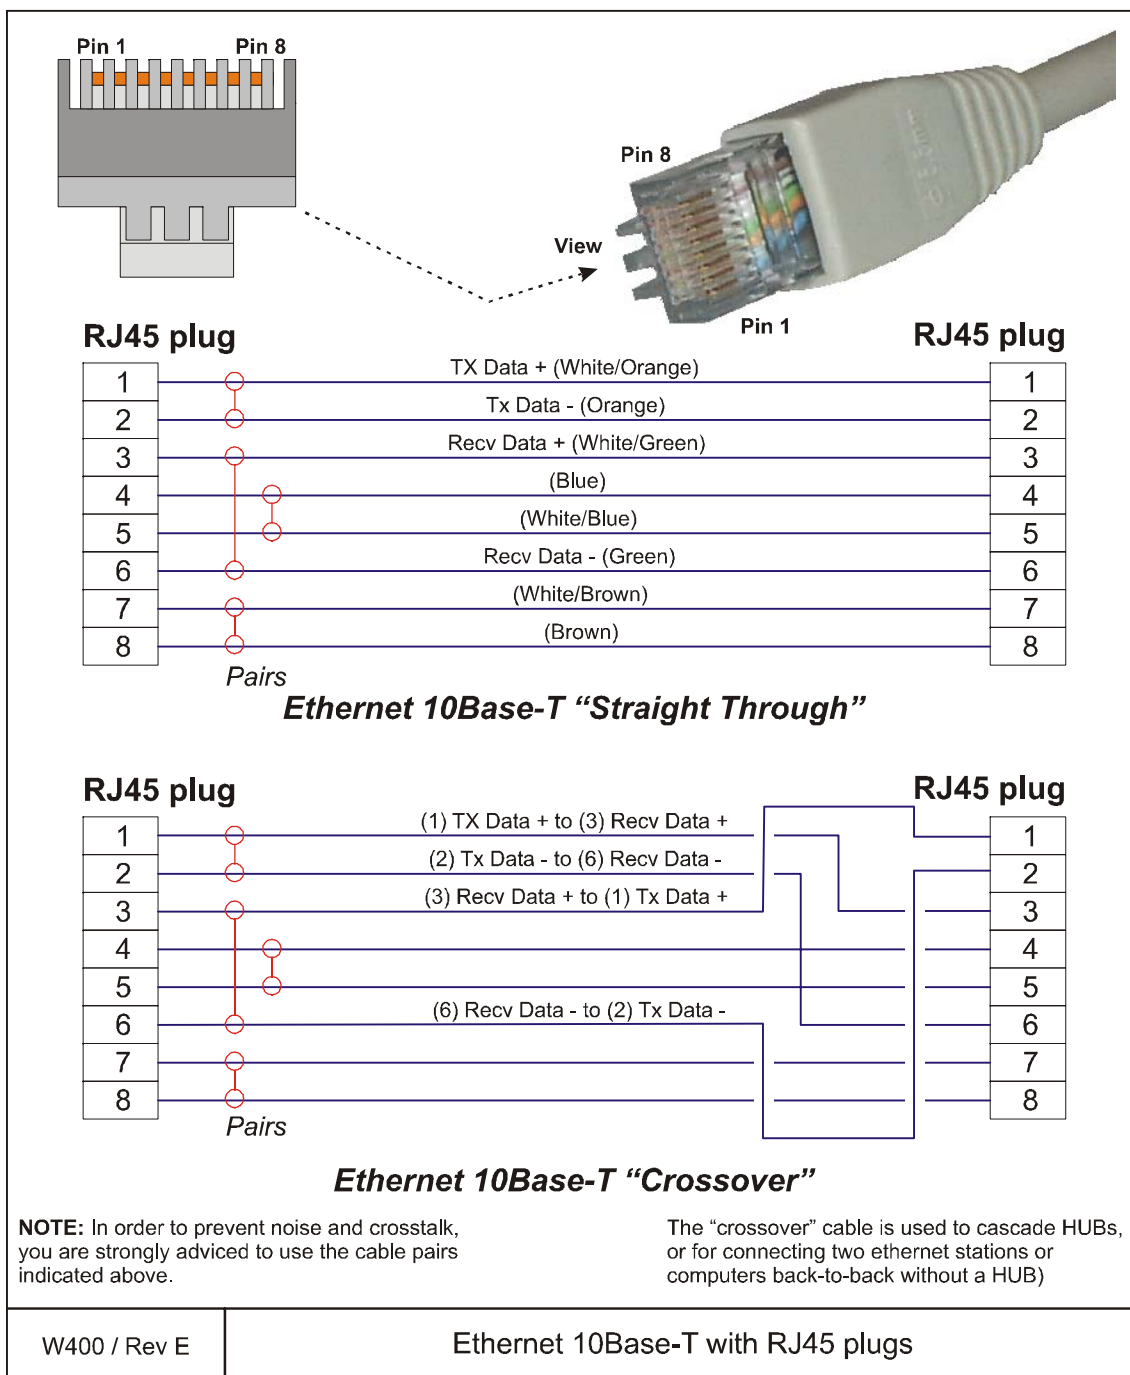 Pin 1
Pin 8
Pin 8
View
Pin 1
RJ45 plug
RJ45 plug
1
TX Data + (White/Orange)
1
2
Tx Data - (Orange)
2
3
Recv Data + (White/Green)
3
4
(Blue)
4
5
(White/Blue)
5
6
Recv Data - (Green)
6
7
(White/Brown)
7
8
(Brown)
8
Pairs
Ethernet 10Base-T “Straight Through”
RJ45 plug
RJ45 plug
1
(1) TX Data + to (3) Recv Data +
1
2
(2) Tx Data - to (6) Recv Data -
2
3
(3) Recv Data + to (1) Tx Data +
3
4
4
5
5
6
(6) Recv Data - to (2) Tx Data -
6
7
7
8
8
Pairs
Ethernet 10Base-T “Crossover”
NOTE: In order to prevent noise and crosstalk,
you are strongly adviced to use the cable pairs
indicated above.
The “crossover” cable is used to cascade HUBs,
or for connecting two ethernet stations or
computers back-to-back without a HUB)
W400 / Rev E
Ethernet 10Base-T with RJ45 plugs